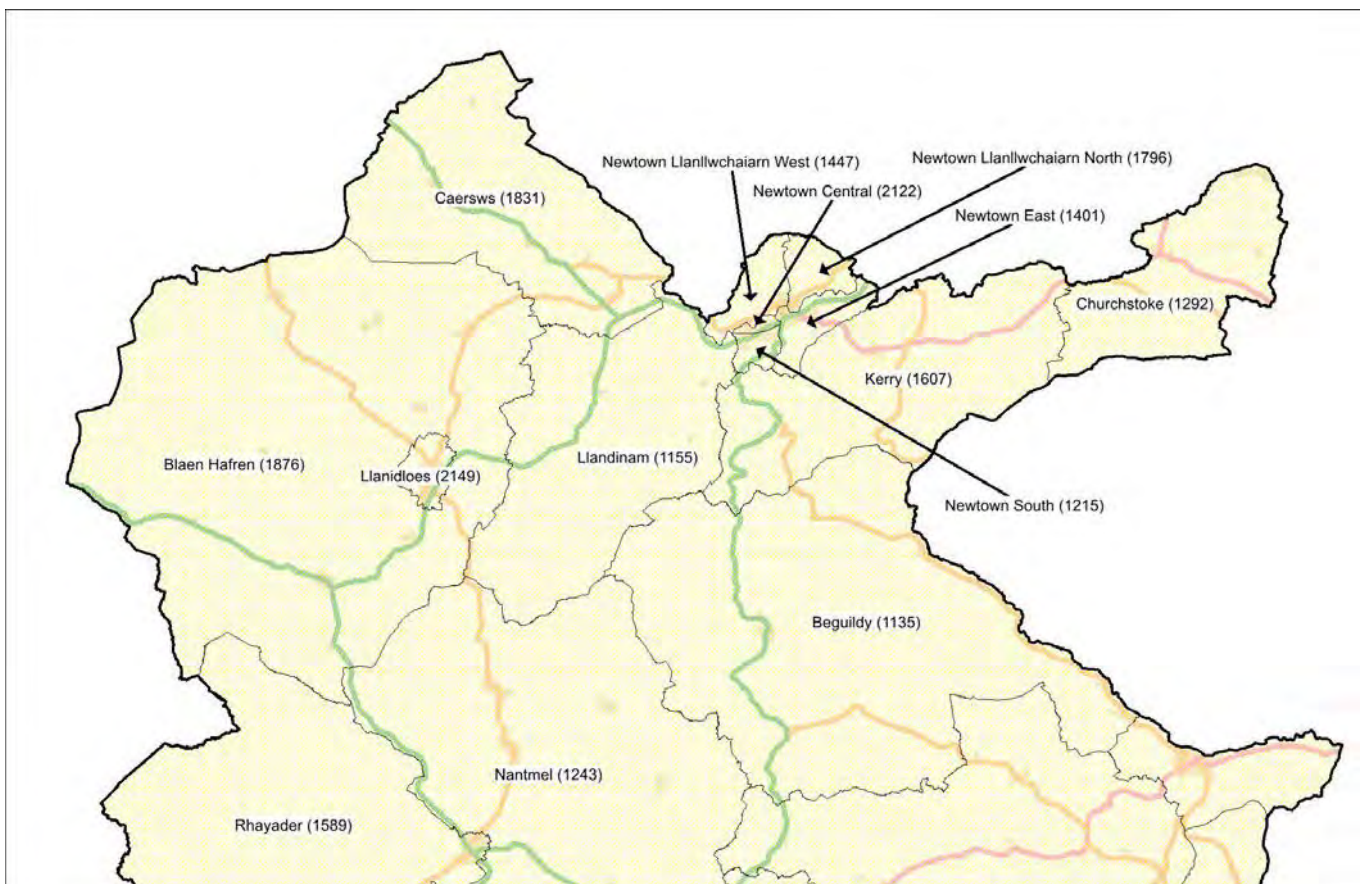 Newtown Llanllwchaiarn West (1447)
Newtown Llanllwchaiarn North (1796)
Newtown Central (2122)
Caersws (1831)
Newtown East (1401)
Churchstoke (1292)
Kerry (1607)
Blaen Hafren (1876)
Llandinam (1155)
Llanidloes (2149)
Newtown South (1215)
Beguildy (1135)
Nantmel (1243)
Rhayader (1589)